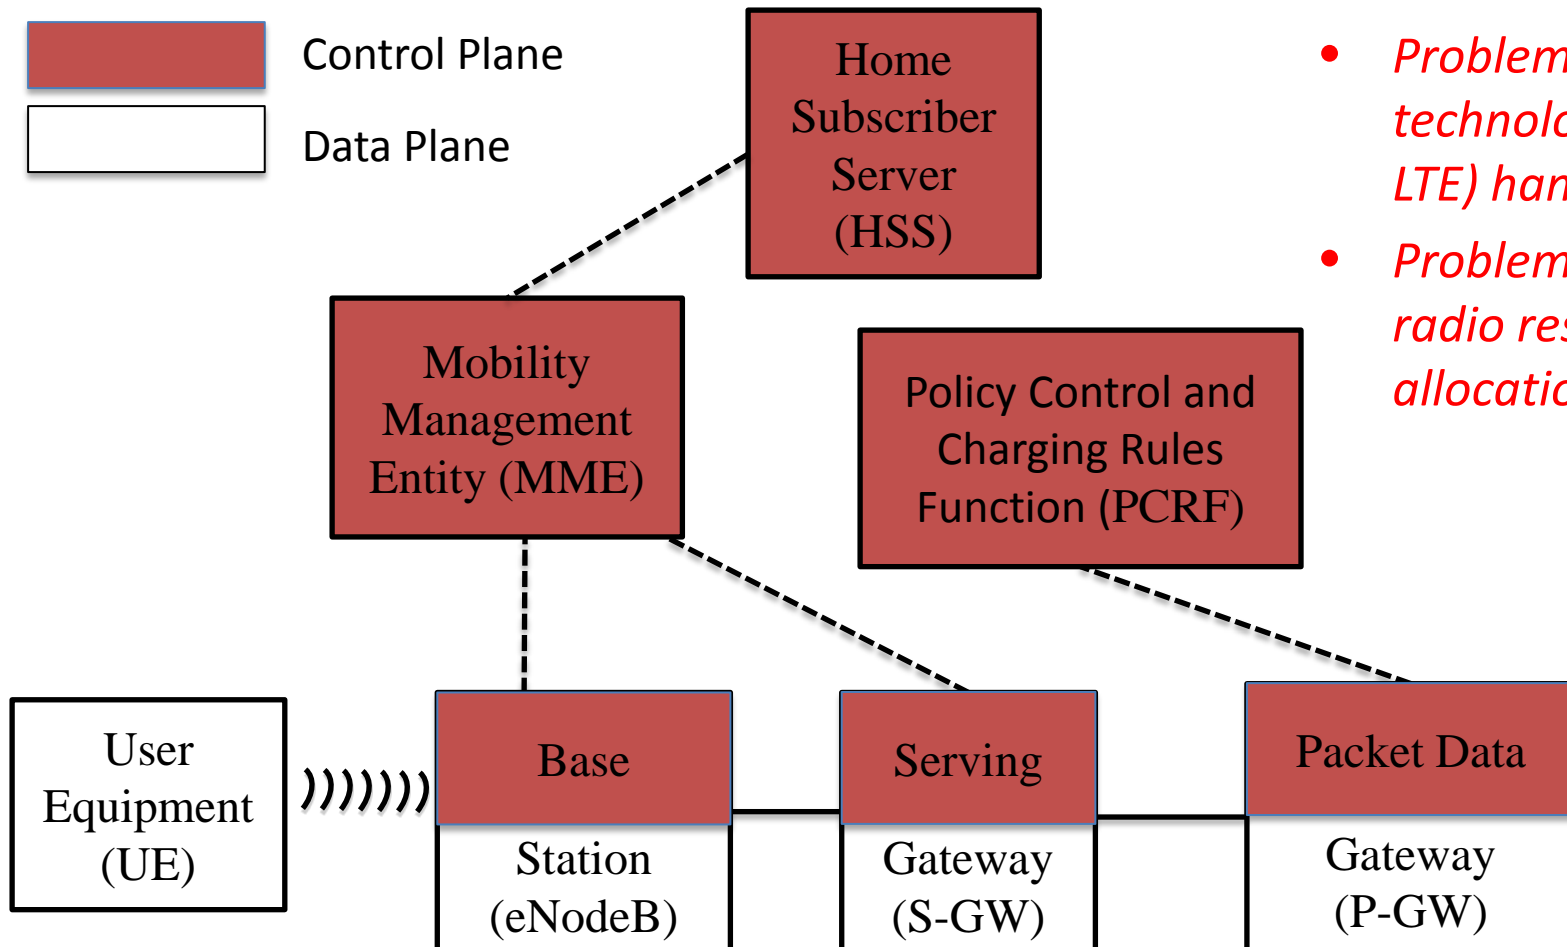 Control Plane
Data Plane
Home
Subscriber
Server
(HSS)
• Problem
LTE) han
• Problem
radio res
allocatio
Mobility
Management
Entity (MME)
Policy Control and
Charging Rules
Function (PCRF)
User
Equipment
(UE)
Base
Station
(eNodeB)
Serving
Gateway
(S-GW)
Packet Data
Gateway
(P-GW)